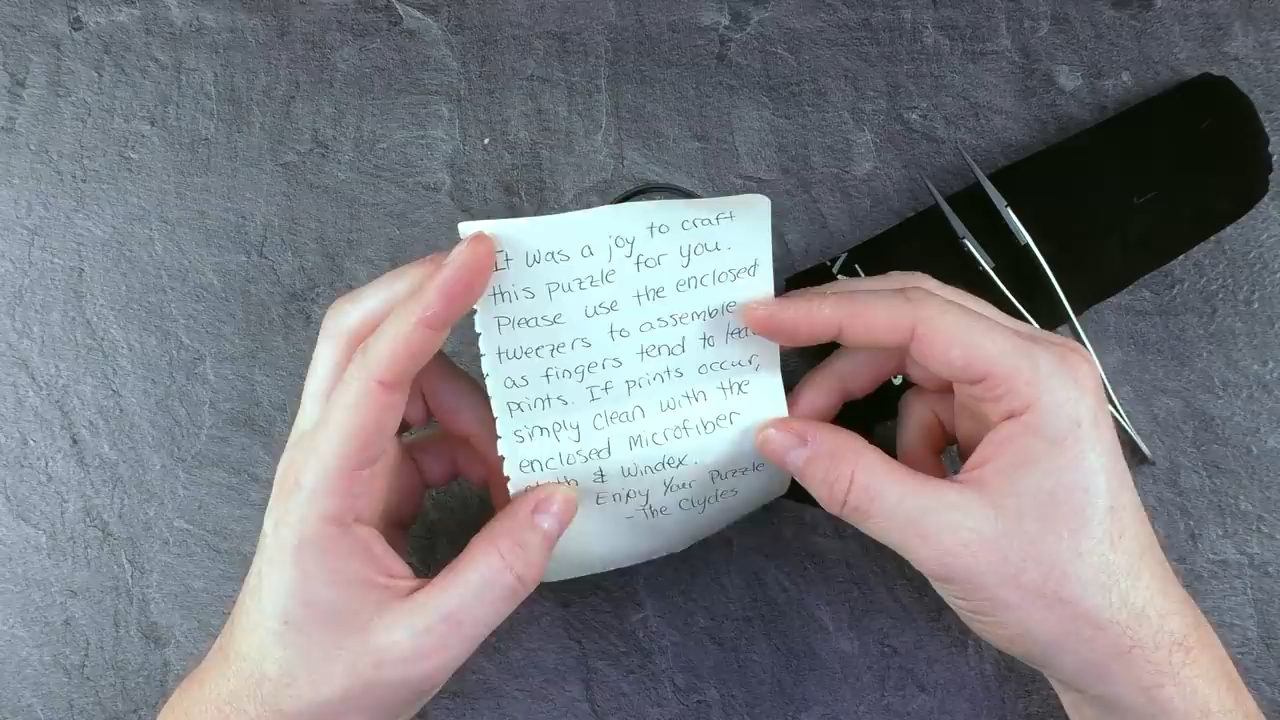 It was a joy to craft
this puzzle for you.
Please use the enclosed
tweezers to assemble
as fingers tend to
prints. If prints occur,
simply clean with the
enclosed Microfiber
& Windex.
Enjoy Your Puzzle
- The Clydes